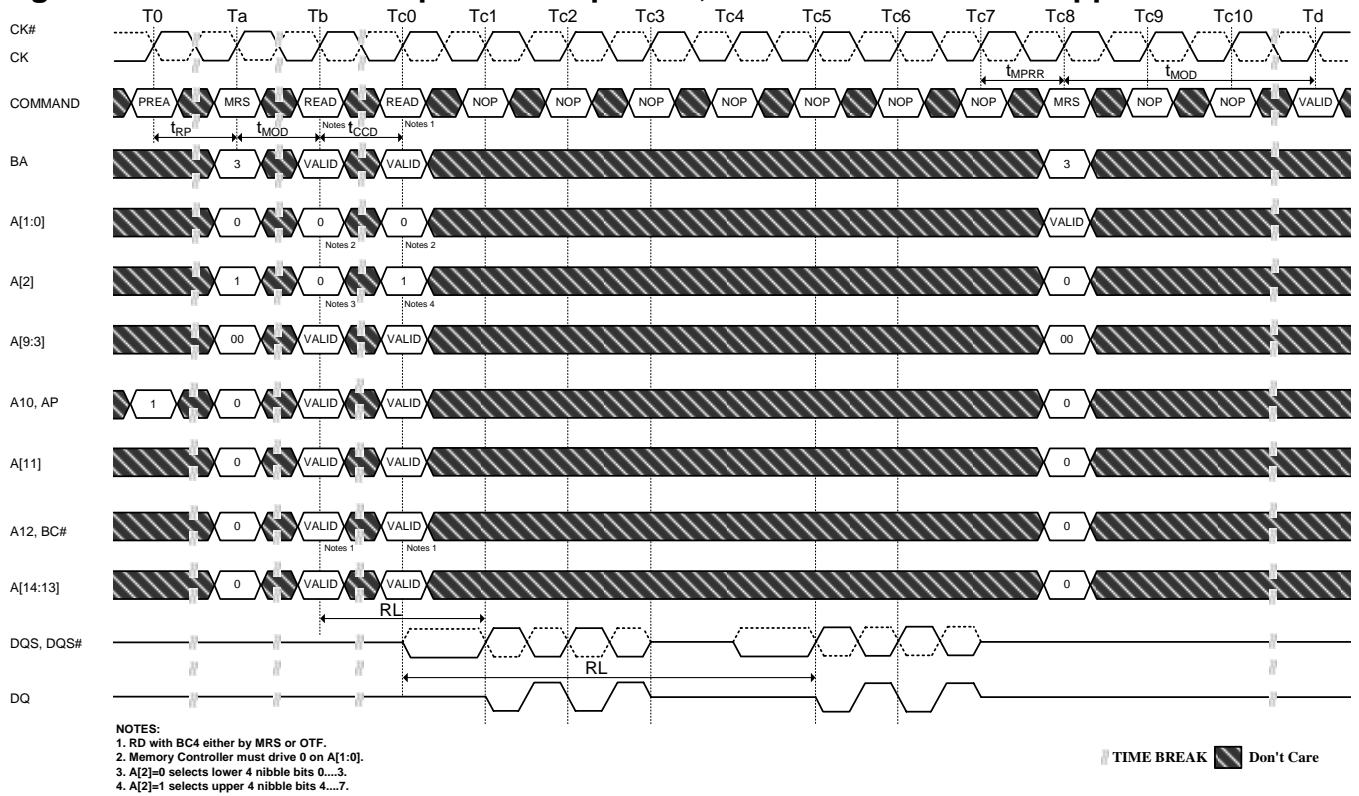 T0 Ta Tb Tc0 Tc1 Tc2 Tc3 Tc4 Tc5 Tc6 Tc7 Tc8 Tc9 Tc10 Td
CK#
CK
tMPRR tMOD
COMMAND PREA MRS READ READ NOP NOP NOP NOP NOP NOP NOP MRS NOP NOP VALID
Notes 1 Notes 1
tRP tMOD tCCD
BA 3 VALID VALID 3
A[1:0] 0 0 0 VALID
Notes 2 Notes 2
A[2] 1 0 1 0
Notes 3 Notes 4
A[9:3] 00 VALID VALID 00
A10, AP 1 0 VALID VALID 0
A[11] 0 VALID VALID 0
A12, BC# 0 VALID VALID 0
Notes 1 Notes 1
A[14:13] 0 VALID VALID 0
RL
DQS, DQS#
RL
DQ
NOTES:
1. RD with BC4 either by MRS or OTF.
2. Memory Controller must drive 0 on A[1:0].
3. A[2]=0 selects lower 4 nibble bits 0....3.
4. A[2]=1 selects upper 4 nibble bits 4....7.
TIME BREAK Don't Care